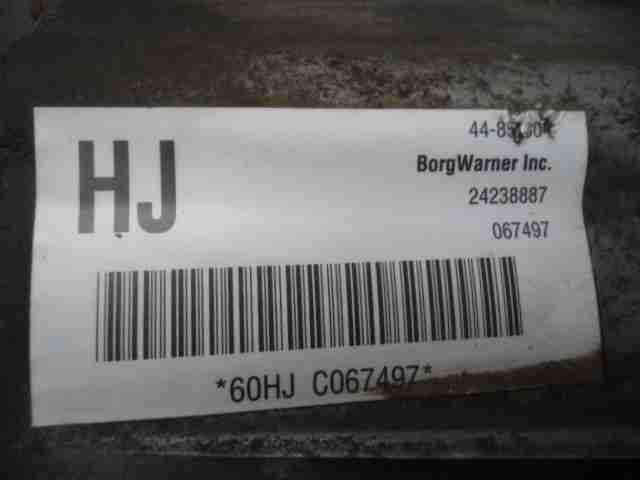 HJ
BorgWarner Inc.
24238887
067497
*60HJ C067497*